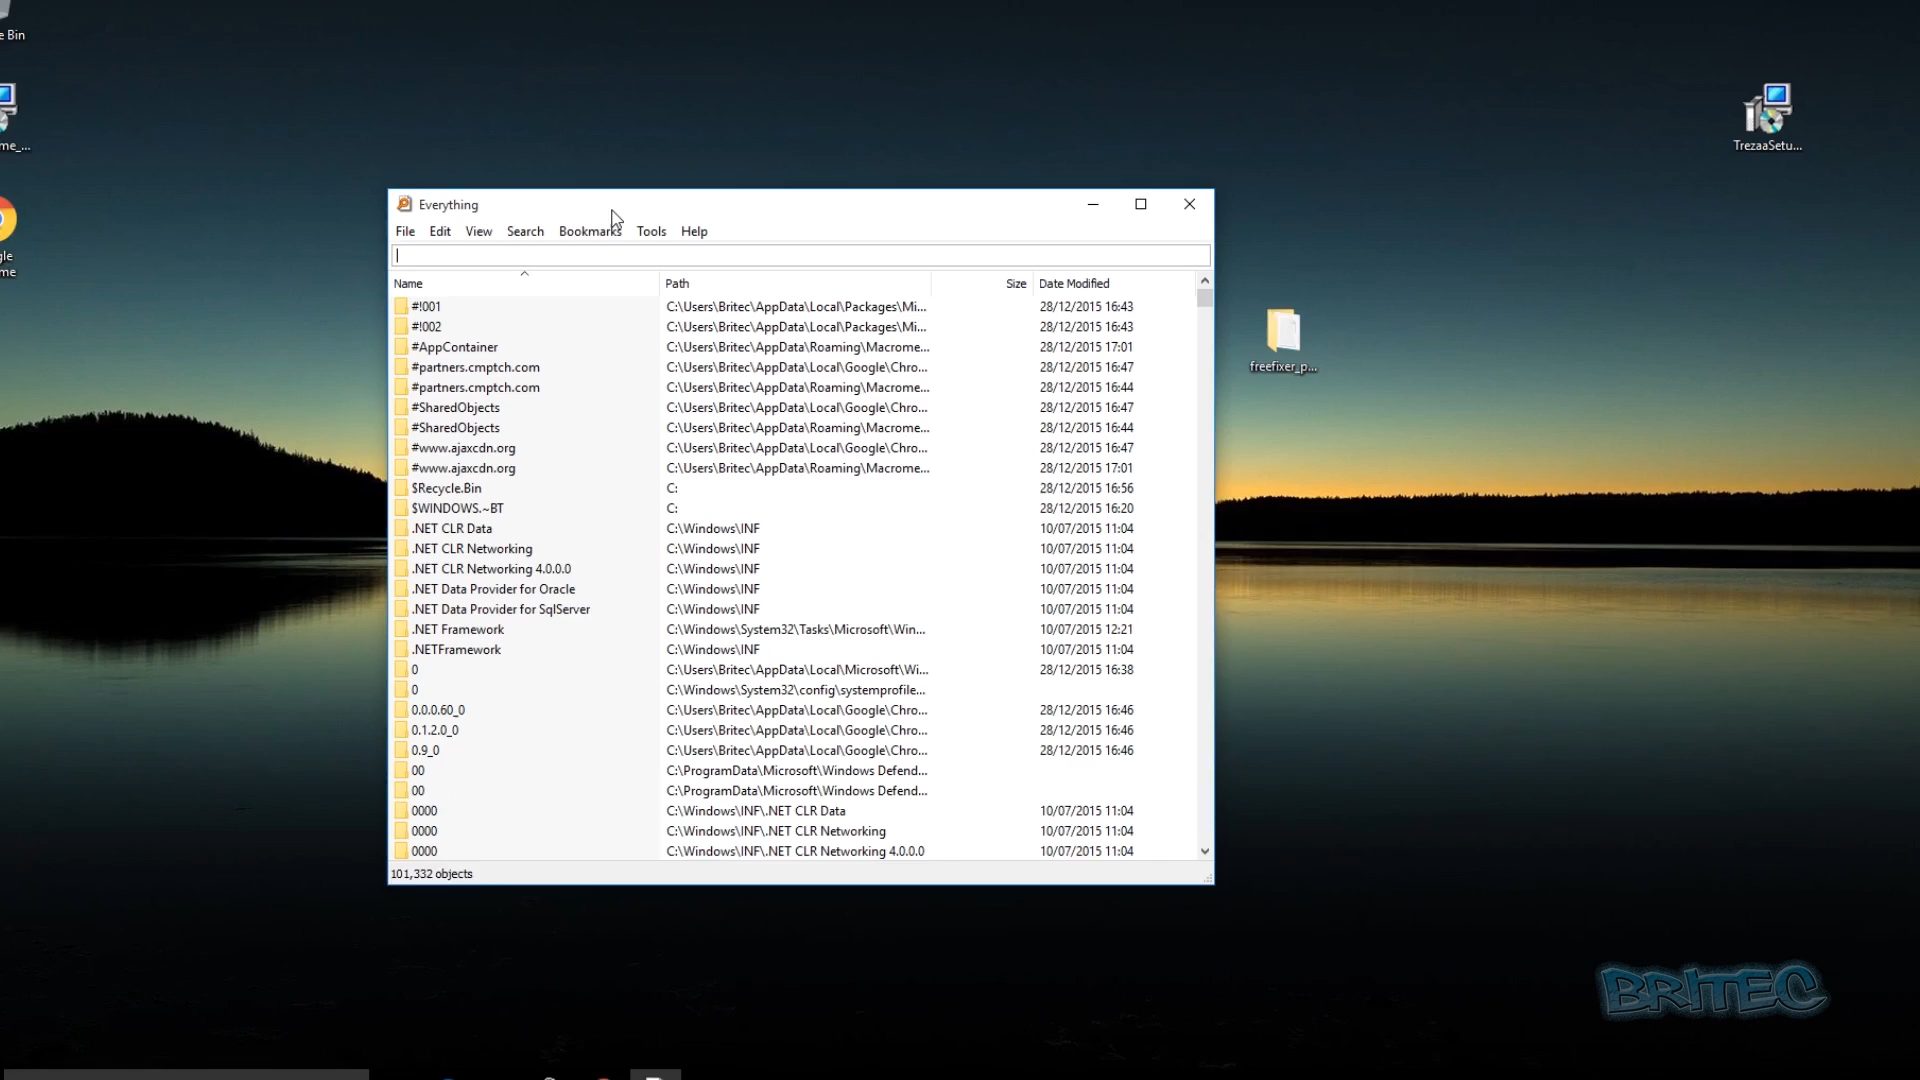 e Bin
me_...
gle
me
TrezaaSetu...
freefixer_p...
Everything
File Edit View Search Bookmarks Tools Help
Name Path Size Date Modified
#!001 C:\Users\Britec\AppData\Local\Packages\Mi... 28/12/2015 16:43
#!002 C:\Users\Britec\AppData\Local\Packages\Mi... 28/12/2015 16:43
#AppContainer C:\Users\Britec\AppData\Roaming\Macrome... 28/12/2015 17:01
#partners.cmptch.com C:\Users\Britec\AppData\Local\Google\Chro... 28/12/2015 16:47
#partners.cmptch.com C:\Users\Britec\AppData\Roaming\Macrome... 28/12/2015 16:44
#SharedObjects C:\Users\Britec\AppData\Local\Google\Chro... 28/12/2015 16:47
#SharedObjects C:\Users\Britec\AppData\Roaming\Macrome... 28/12/2015 16:44
#www.ajaxcdn.org C:\Users\Britec\AppData\Local\Google\Chro... 28/12/2015 16:47
#www.ajaxcdn.org C:\Users\Britec\AppData\Roaming\Macrome... 28/12/2015 17:01
$Recycle.Bin C: 28/12/2015 16:56
$WINDOWS.~BT C: 28/12/2015 16:20
.NET CLR Data C:\Windows\INF 10/07/2015 11:04
.NET CLR Networking C:\Windows\INF 10/07/2015 11:04
.NET CLR Networking 4.0.0.0 C:\Windows\INF 10/07/2015 11:04
.NET Data Provider for Oracle C:\Windows\INF 10/07/2015 11:04
.NET Data Provider for SqlServer C:\Windows\INF 10/07/2015 11:04
.NET Framework C:\Windows\System32\Tasks\Microsoft\Win... 10/07/2015 12:21
.NETFramework C:\Windows\INF 10/07/2015 11:04
0 C:\Users\Britec\AppData\Local\Microsoft\Wi... 28/12/2015 16:38
0 C:\Windows\System32\config\systemprofile...
0.0.0.60_0 C:\Users\Britec\AppData\Local\Google\Chro... 28/12/2015 16:46
0.1.2.0_0 C:\Users\Britec\AppData\Local\Google\Chro... 28/12/2015 16:46
0.9_0 C:\Users\Britec\AppData\Local\Google\Chro... 28/12/2015 16:46
00 C:\ProgramData\Microsoft\Windows Defend...
00 C:\ProgramData\Microsoft\Windows Defend...
0000 C:\Windows\INF\.NET CLR Data 10/07/2015 11:04
0000 C:\Windows\INF\.NET CLR Networking 10/07/2015 11:04
0000 C:\Windows\INF\.NET CLR Networking 4.0.0.0 10/07/2015 11:04
101,332 objects
BRITEC